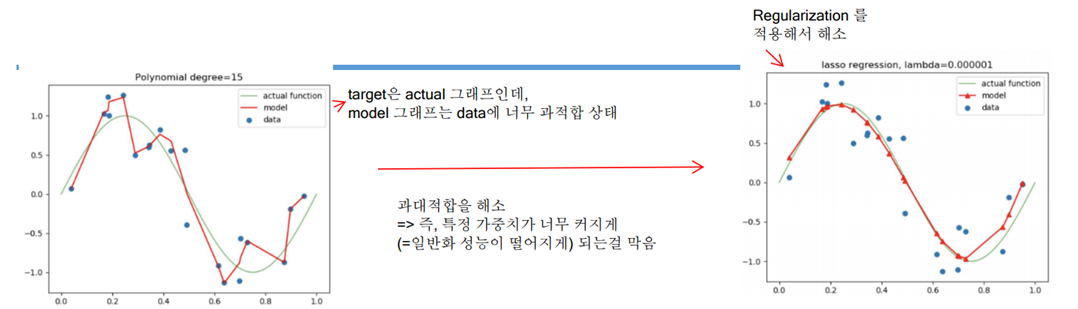 Regularization 를
적용해서 해소
Polynomial degree=15
actual function
model
data
1.0
0.5
0.0
−0.5
−1.0
0.0
0.2
0.4
0.6
0.8
1.0
target은 actual 그래프인데,
model 그래프는 data에 너무 과적합 상태
과대적합을 해소
=> 즉, 특정 가중치가 너무 커지게
(=일반화 성능이 떨어지게) 되는걸 막음
lasso regression, lambda=0.000001
actual function
model
data
1.0
0.5
0.0
−0.5
−1.0
0.0
0.2
0.4
0.6
0.8
1.0